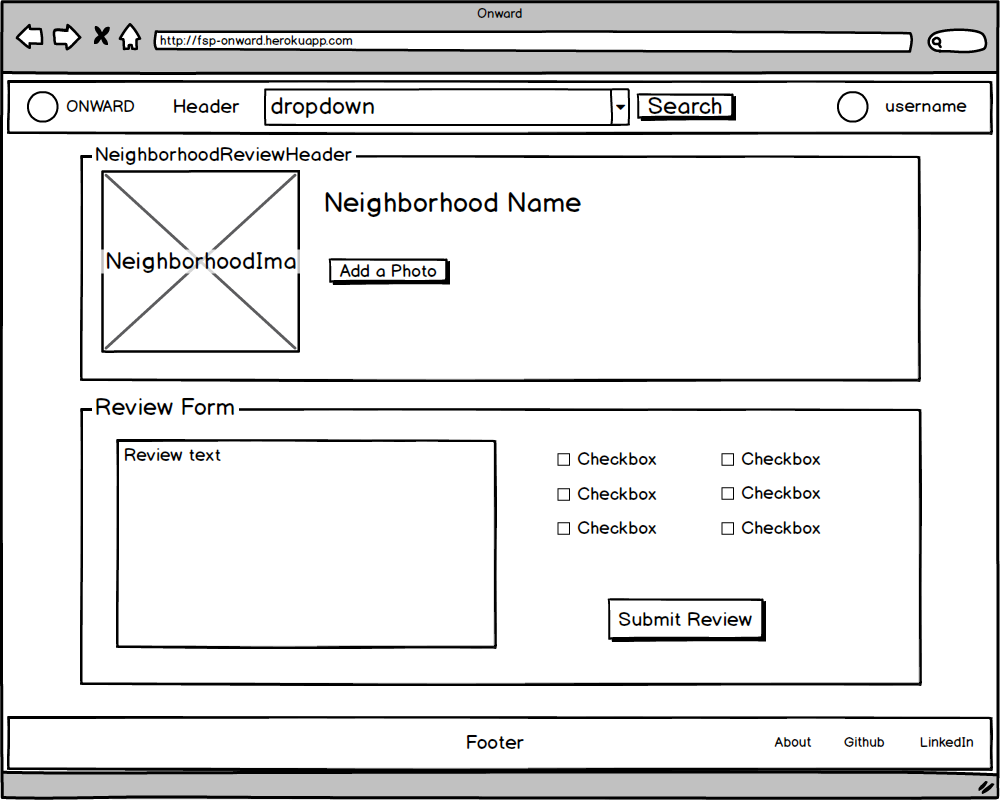 Onward
http://fsp-onward.herokuapp.com
ONWARD Header dropdown Search username
NeighborhoodReviewHeader
Neighborhood Name
NeighborhoodIma
Add a Photo
Review Form
Review text
Checkbox Checkbox
Checkbox Checkbox
Checkbox Checkbox
Submit Review
Footer About Github LinkedIn